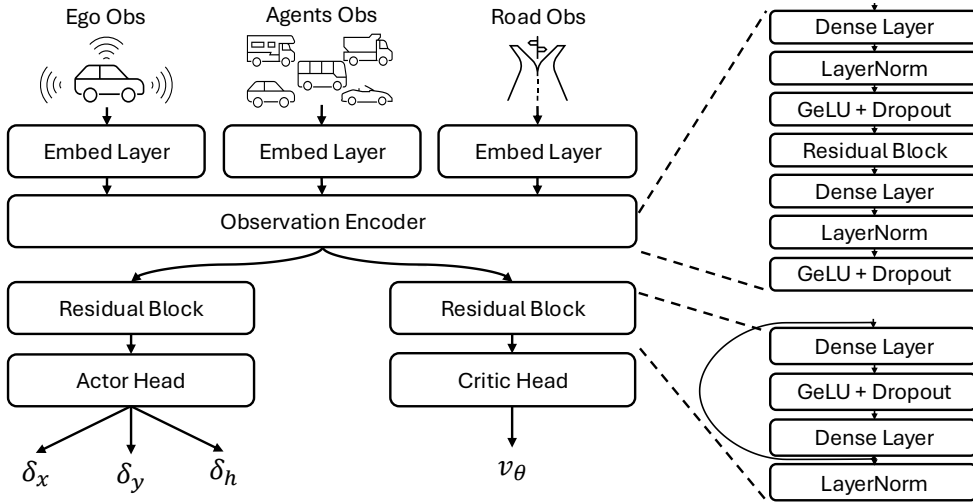 Ego Obs
Agents Obs
Road Obs
Embed Layer
Embed Layer
Embed Layer
Observation Encoder
Residual Block
Residual Block
Actor Head
Critic Head
δx
δy
δh
vθ
Dense Layer
LayerNorm
GeLU + Dropout
Residual Block
Dense Layer
LayerNorm
GeLU + Dropout
Dense Layer
GeLU + Dropout
Dense Layer
LayerNorm